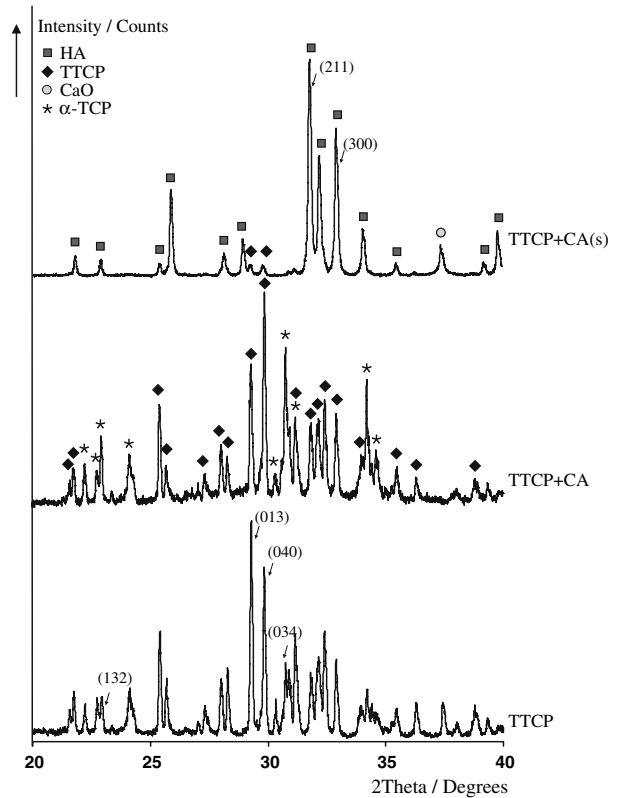 Intensity / Counts
HA
TTCP
CaO
* α-TCP
(211)
(300)
TTCP+CA(s)
TTCP+CA
(013)
(040)
(034)
(132)
TTCP
20 25 30 35 40
2Theta / Degrees